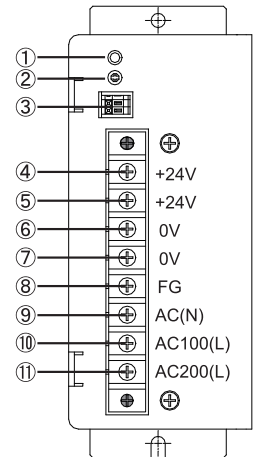 ①
②
③
④ +24V
⑤ +24V
⑥ 0V
⑦ 0V
⑧ FG
⑨ AC(N)
⑩ AC100(L)
⑪ AC200(L)